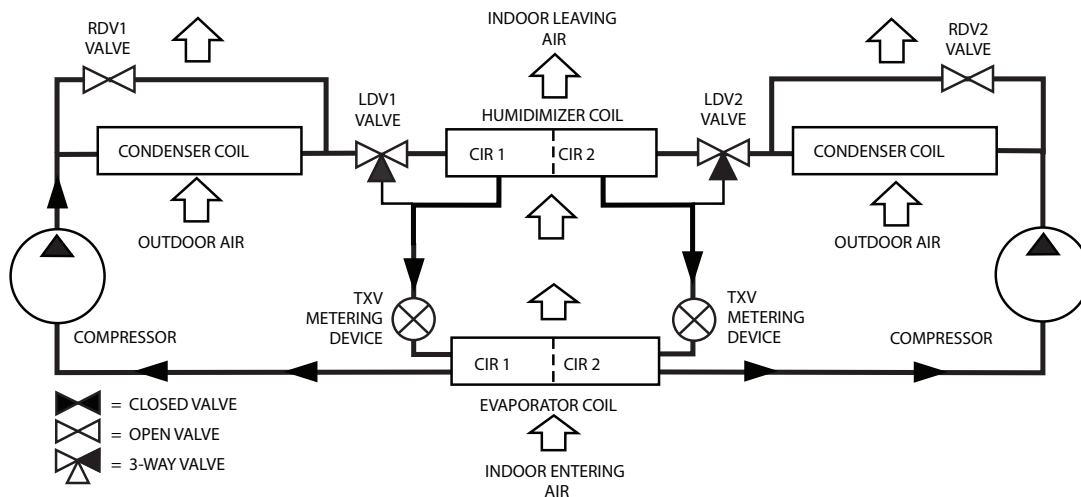 RDV1
VALVE
INDOOR LEAVING
AIR
RDV2
VALVE
LDV1
VALVE
HUMIDIMIZER COIL
LDV2
VALVE
CONDENSER COIL
CIR 1
CIR 2
CONDENSER COIL
OUTDOOR AIR
OUTDOOR AIR
TXV
METERING
DEVICE
TXV
METERING
DEVICE
COMPRESSOR
COMPRESSOR
CIR 1
CIR 2
EVAPORATOR COIL
= CLOSED VALVE
= OPEN VALVE
= 3-WAY VALVE
INDOOR ENTERING
AIR